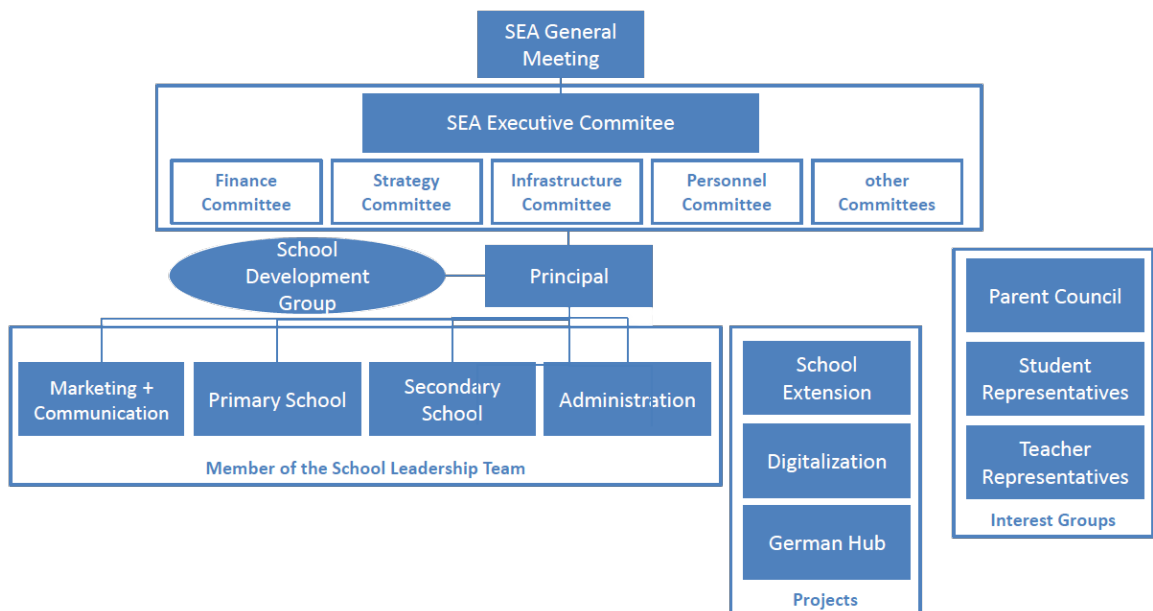 SEA General
Meeting
SEA Executive Commitee
Finance
Committee
Strategy
Committee
Infrastructure
Committee
Personnel
Committee
other
Committees
School
Development
Group
Principal
Marketing +
Communication
Primary School
Secondary
School
Administration
Member of the School Leadership Team
School
Extension
Digitalization
German Hub
Projects
Parent Council
Student
Representatives
Teacher
Representatives
Interest Groups